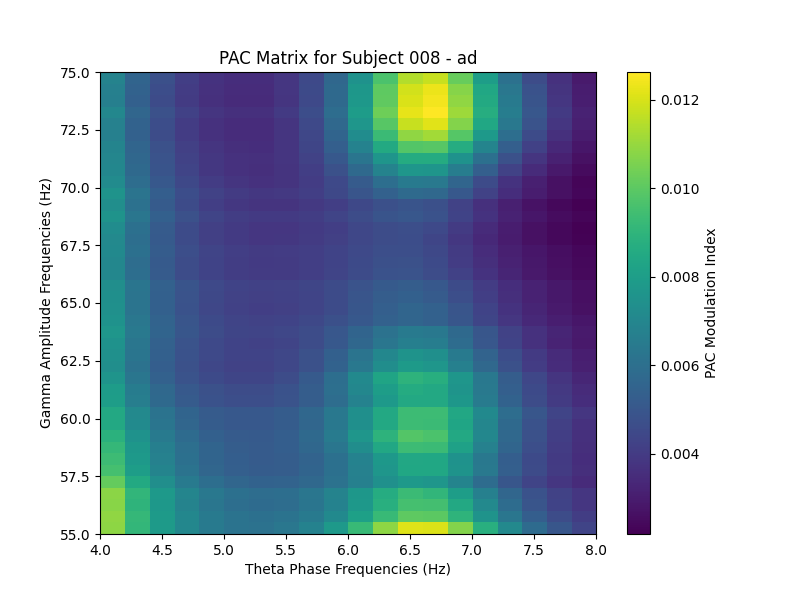 PAC Matrix for Subject 008 - ad
75.0
72.5
70.0
67.5
65.0
62.5
60.0
57.5
55.0
Gamma Amplitude Frequencies (Hz)
4.0 4.5 5.0 5.5 6.0 6.5 7.0 7.5 8.0
Theta Phase Frequencies (Hz)
0.012
0.010
0.008
0.006
0.004
PAC Modulation Index